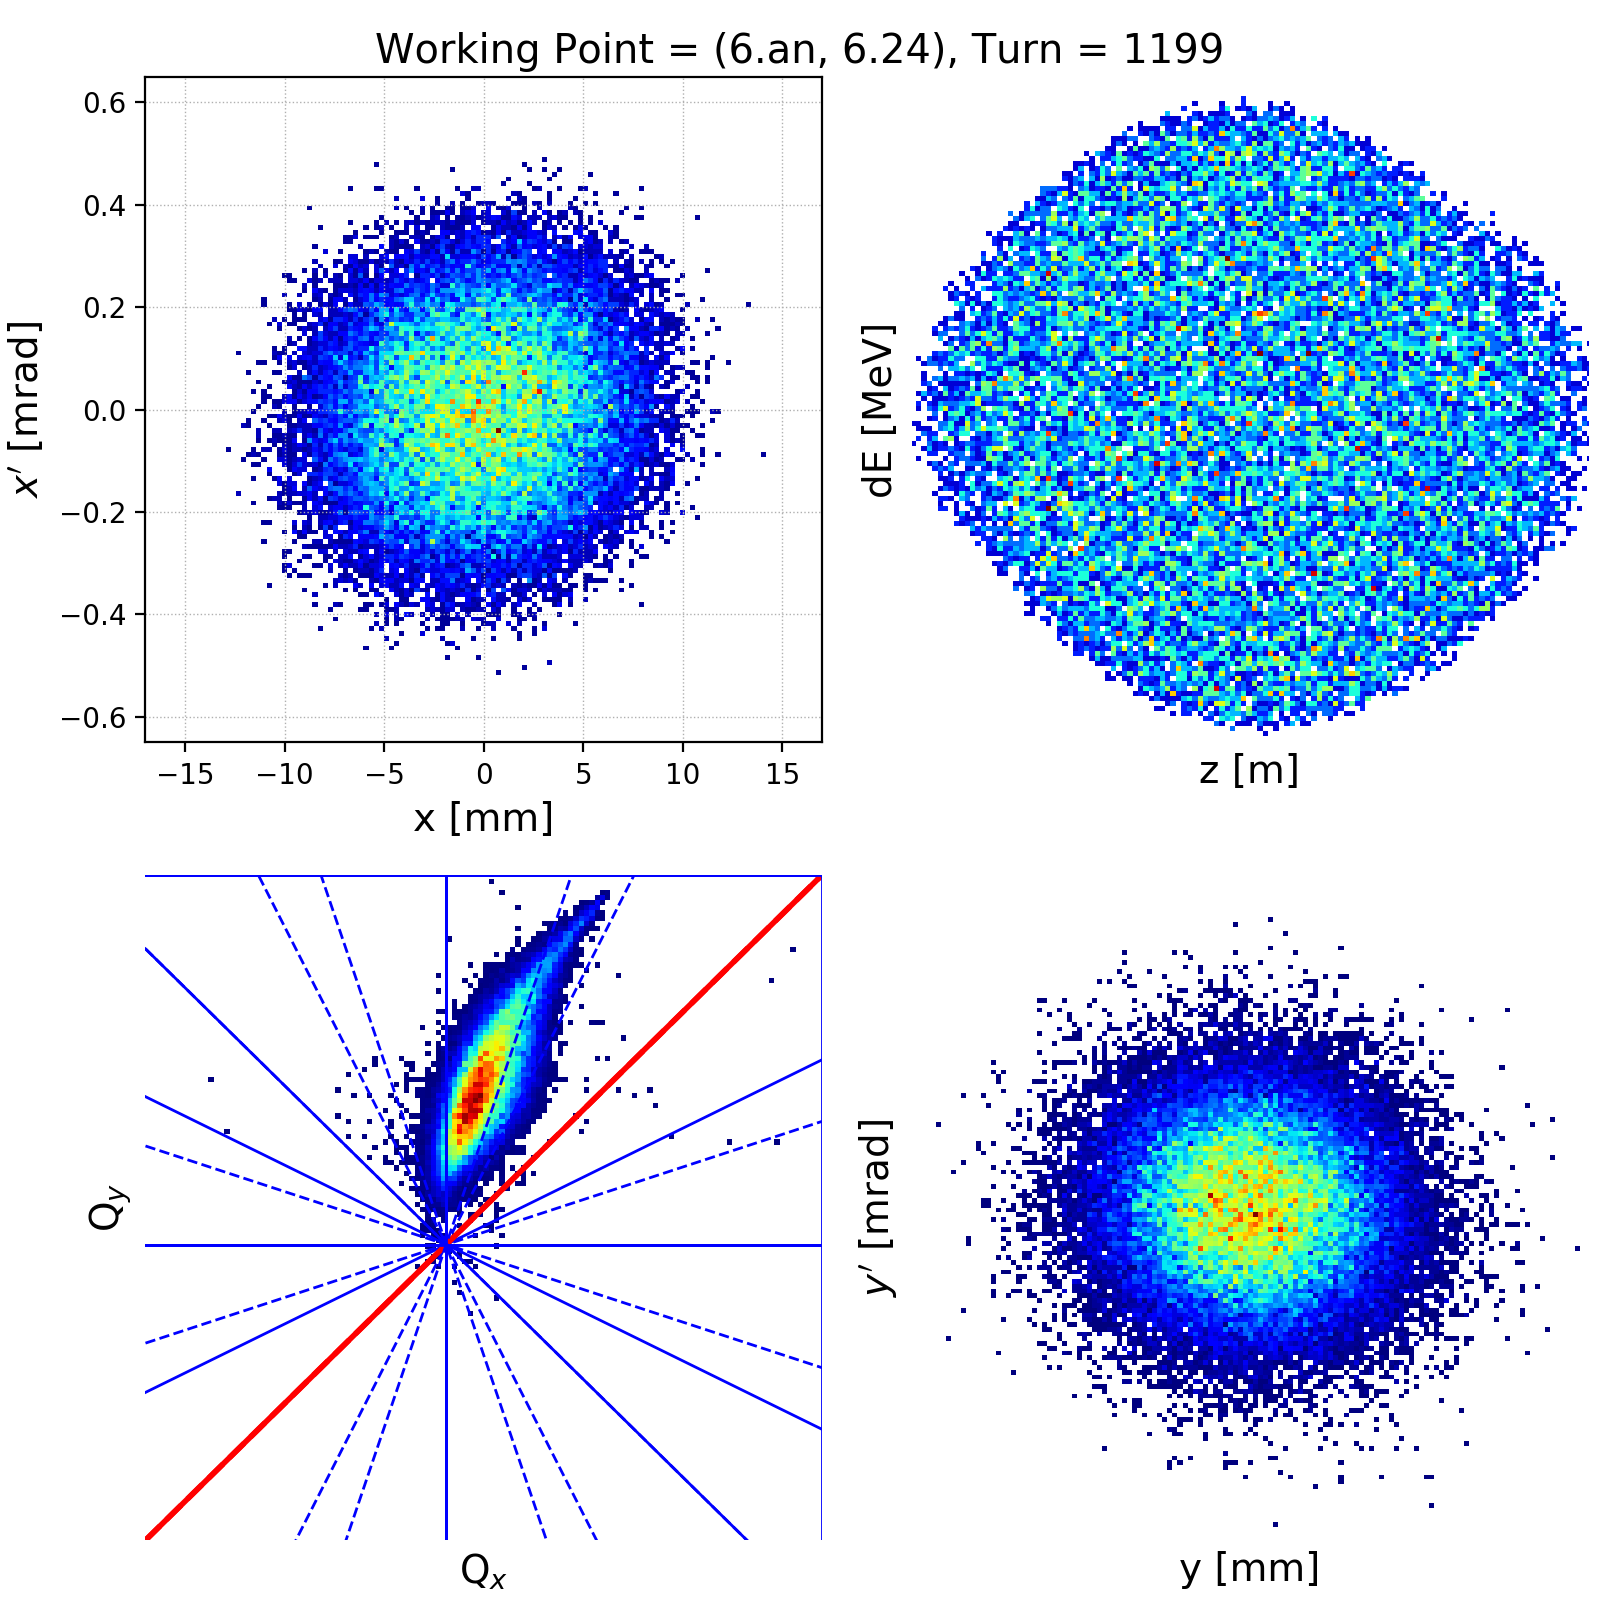 Working Point = (6.an, 6.24), Turn = 1199
0.6
0.4
0.2
0.0
−0.2
−0.4
−0.6
x′ [mrad]
−15 −10 −5 0 5 10 15
x [mm]
dE [MeV]
z [m]
Qy
Qx
y′ [mrad]
y [mm]